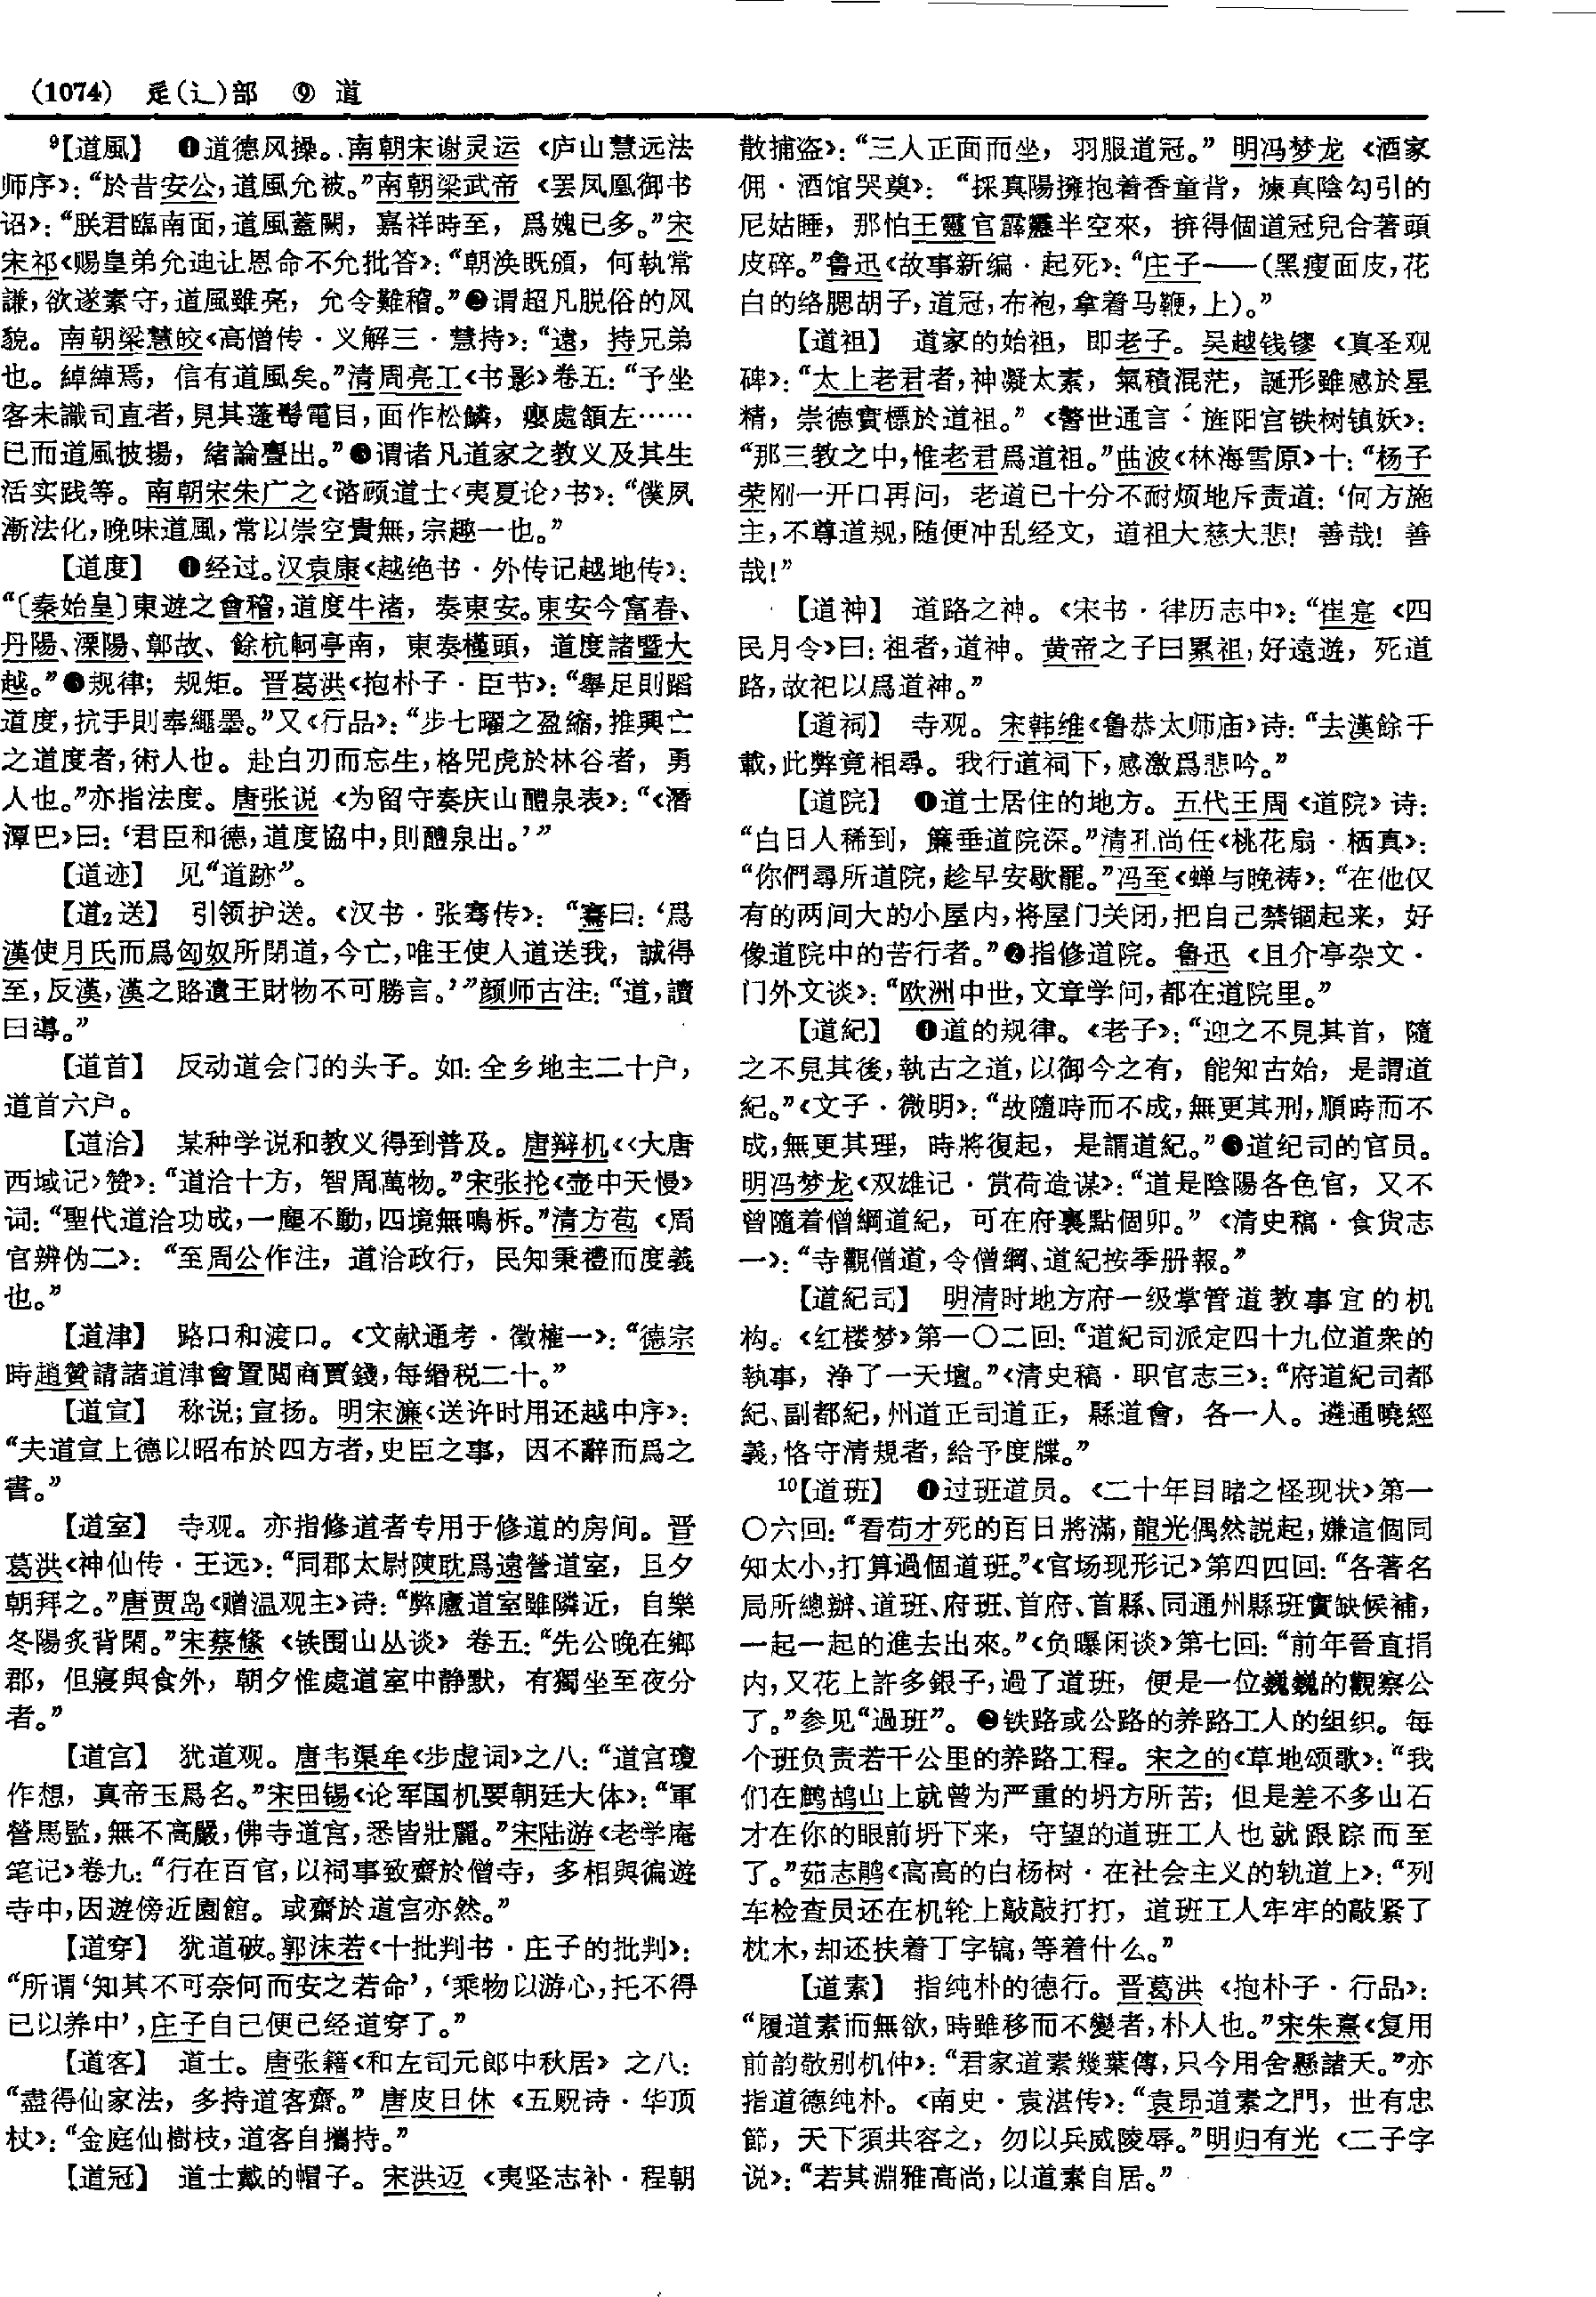 (1074) 辵(辶)部 ⑨ 道
⁹【道風】 ❶道德风操。南朝宋谢灵运《庐山慧远法
师序》：“於昔安公，道風允被。”南朝梁武帝《罢凤凰御书
诏》：“朕君臨南面，道風蓋闕，嘉祥時至，爲媿已多。”宋
宋祁《赐皇弟允迪让恩命不允批答》：“朝渙既頒，何執常
謙，欲遂素守，道風雖亮，允令難稽。”❷谓超凡脱俗的风
貌。南朝梁慧皎《高僧传·义解三·慧持》：“遠，持兄弟
也。綽綽焉，信有道風矣。”清周亮工《书影》卷五：“予坐
客未識司直者，見其蓬髩電目，面作松鱗，癭處頷左……
已而道風披揚，緒論疊出。”❸谓诸凡道家之教义及其生
活实践等。南朝宋朱广之《谘顾道士〈夷夏论〉书》：“僕夙
漸法化，晚味道風，常以崇空貴無，宗趣一也。”
【道度】 ❶经过。汉袁康《越绝书·外传记越地传》：
“〔秦始皇〕東遊之會稽，道度牛渚，奏東安。東安今富春、
丹陽、溧陽、鄣故、餘杭軻亭南，東奏槿頭，道度諸暨大
越。”❷规律；规矩。晋葛洪《抱朴子·臣节》：“舉足則蹈
道度，抗手則奉繩墨。”又《行品》：“步七曜之盈縮，推興亡
之道度者，術人也。赴白刃而忘生，格兕虎於林谷者，勇
人也。”亦指法度。唐张说《为留守奏庆山醴泉表》：“《潛
潭巴》曰：‘君臣和德，道度協中，則醴泉出。’”
【道迹】 见“道跡”。
【道₂送】 引领护送。《汉书·张骞传》：“騫曰：‘爲
漢使月氏而爲匈奴所閉道，今亡，唯王使人道送我，誠得
至，反漢，漢之賂遺王財物不可勝言。’”颜师古注：“道，讀
曰導。”
【道首】 反动道会门的头子。如：全乡地主二十户，
道首六户。
【道洽】 某种学说和教义得到普及。唐辩机《〈大唐
西域记〉赞》：“道洽十方，智周萬物。”宋张抡《壶中天慢》
词：“聖代道洽功成，一塵不動，四境無鳴柝。”清方苞《周
官辨伪二》：“至周公作注，道洽政行，民知秉禮而度義
也。”
【道津】 路口和渡口。《文献通考·徵榷一》：“德宗
時趙贊請諸道津會置閲商賈錢，每緡税二十。”
【道宣】 称说；宣扬。明宋濂《送许时用还越中序》：
“夫道宣上德以昭布於四方者，史臣之事，因不辭而爲之
書。”
【道室】 寺观。亦指修道者专用于修道的房间。晋
葛洪《神仙传·王远》：“同郡太尉陳耽爲遠營道室，旦夕
朝拜之。”唐贾岛《赠温观主》诗：“弊廬道室雖隣近，自樂
冬陽炙背閑。”宋蔡絛《铁围山丛谈》卷五：“先公晚在鄉
郡，但寢與食外，朝夕惟處道室中静默，有獨坐至夜分
者。”
【道宫】 犹道观。唐韦渠牟《步虚词》之八：“道宫瓊
作想，真帝玉爲名。”宋田锡《论军国机要朝廷大体》：“軍
營馬監，無不高嚴，佛寺道宫，悉皆壯麗。”宋陆游《老学庵
笔记》卷九：“行在百官，以祠事致齋於僧寺，多相與徧遊
寺中，因遊傍近園館。或齋於道宫亦然。”
【道穿】 犹道破。郭沫若《十批判书·庄子的批判》：
“所谓‘知其不可奈何而安之若命’，‘乘物以游心，托不得
已以养中’，庄子自己便已经道穿了。”
【道客】 道士。唐张籍《和左司元郎中秋居》之八：
“盡得仙家法，多持道客齋。”唐皮日休《五贶诗·华顶
杖》：“金庭仙樹枝，道客自攜持。”
【道冠】 道士戴的帽子。宋洪迈《夷坚志补·程朝
散捕盗》：“三人正面而坐，羽服道冠。”明冯梦龙《酒家
佣·酒馆哭奠》：“採真陽擁抱着香童背，煉真陰勾引的
尼姑睡，那怕王靈官霹靂半空來，拚得個道冠兒合著頭
皮碎。”鲁迅《故事新编·起死》：“庄子——（黑瘦面皮，花
白的络腮胡子，道冠，布袍，拿着马鞭，上）。”
【道祖】 道家的始祖，即老子。吴越钱镠《真圣观
碑》：“太上老君者，神凝太素，氣積混茫，誕形雖感於星
精，崇德實標於道祖。”《警世通言·旌阳宫铁树镇妖》：
“那三教之中，惟老君爲道祖。”曲波《林海雪原》十：“杨子
荣刚一开口再问，老道已十分不耐烦地斥责道：‘何方施
主，不尊道规，随便冲乱经文，道祖大慈大悲！善哉！善
哉！”
【道神】 道路之神。《宋书·律历志中》：“崔寔《四
民月令》曰：祖者，道神。黄帝之子曰累祖，好遠遊，死道
路，故祀以爲道神。”
【道祠】 寺观。宋韩维《鲁恭太师庙》诗：“去漢餘千
載，此弊竟相尋。我行道祠下，感激爲悲吟。”
【道院】 ❶道士居住的地方。五代王周《道院》诗：
“白日人稀到，簾垂道院深。”清孔尚任《桃花扇·栖真》：
“你們尋所道院，趁早安歇罷。”冯至《蝉与晚祷》：“在他仅
有的两间大的小屋内，将屋门关闭，把自己禁锢起来，好
像道院中的苦行者。”❷指修道院。鲁迅《且介亭杂文·
门外文谈》：“欧洲中世，文章学问，都在道院里。”
【道紀】 ❶道的规律。《老子》：“迎之不見其首，隨
之不見其後，執古之道，以御今之有，能知古始，是謂道
紀。”《文子·微明》：“故隨時而不成，無更其刑，順時而不
成，無更其理，時將復起，是謂道紀。”❷道纪司的官员。
明冯梦龙《双雄记·赏荷造谋》：“道是陰陽各色官，又不
曾隨着僧綱道紀，可在府裏點個卯。”《清史稿·食货志
一》：“寺觀僧道，令僧綱、道紀按季册報。”
【道紀司】 明清时地方府一级掌管道教事宜的机
构。《红楼梦》第一〇二回：“道紀司派定四十九位道衆的
執事，净了一天壇。”《清史稿·职官志三》：“府道紀司都
紀、副都紀，州道正司道正，縣道會，各一人。遴通曉經
義，恪守清規者，給予度牒。”
¹⁰【道班】 ❶过班道员。《二十年目睹之怪现状》第一
〇六回：“看苟才死的百日將滿，龍光偶然説起，嫌這個同
知太小，打算過個道班。”《官场现形记》第四四回：“各著名
局所總辦、道班、府班、首府、首縣、同通州縣班實缺候補，
一起一起的進去出來。”《负曝闲谈》第七回：“前年晉直捐
内，又花上許多銀子，過了道班，便是一位巍巍的觀察公
了。”参见“過班”。❷铁路或公路的养路工人的组织。每
个班负责若干公里的养路工程。宋之的《草地颂歌》：“我
们在鹧鸪山上就曾为严重的坍方所苦；但是差不多山石
才在你的眼前坍下来，守望的道班工人也就跟踪而至
了。”茹志鹃《高高的白杨树·在社会主义的轨道上》：“列
车检查员还在机轮上敲敲打打，道班工人牢牢的敲紧了
枕木，却还扶着丁字镐，等着什么。”
【道素】 指纯朴的德行。晋葛洪《抱朴子·行品》：
“履道素而無欲，時雖移而不變者，朴人也。”宋朱熹《复用
前韵敬别机仲》：“君家道素幾葉傳，只今用舍懸諸天。”亦
指道德纯朴。《南史·袁湛传》：“袁昂道素之門，世有忠
節，天下須共容之，勿以兵威陵辱。”明归有光《二子字
说》：“若其淵雅高尚，以道素自居。”